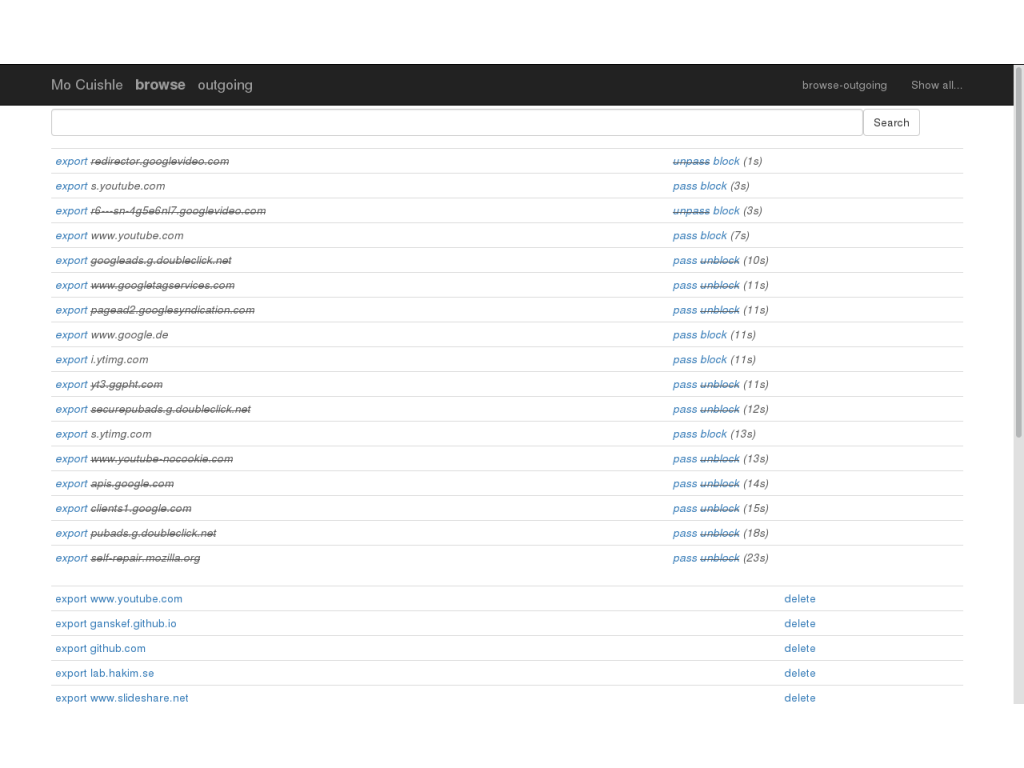 Mo Cuishle browse outgoing browse-outgoing Show all...
Search
export redirector.googlevideo.com unpass block (1s)
export s.youtube.com pass block (3s)
export r6---sn-4g5e6nl7.googlevideo.com unpass block (3s)
export www.youtube.com pass block (7s)
export googleads.g.doubleclick.net pass unblock (10s)
export www.googletagservices.com pass unblock (11s)
export pagead2.googlesyndication.com pass unblock (11s)
export www.google.de pass block (11s)
export i.ytimg.com pass block (11s)
export yt3.ggpht.com pass unblock (11s)
export securepubads.g.doubleclick.net pass unblock (12s)
export s.ytimg.com pass block (13s)
export www.youtube-nocookie.com pass unblock (13s)
export apis.google.com pass unblock (14s)
export clients1.google.com pass unblock (15s)
export pubads.g.doubleclick.net pass unblock (18s)
export self-repair.mozilla.org pass unblock (23s)
export www.youtube.com delete
export ganskef.github.io delete
export github.com delete
export lab.hakim.se delete
export www.slideshare.net delete